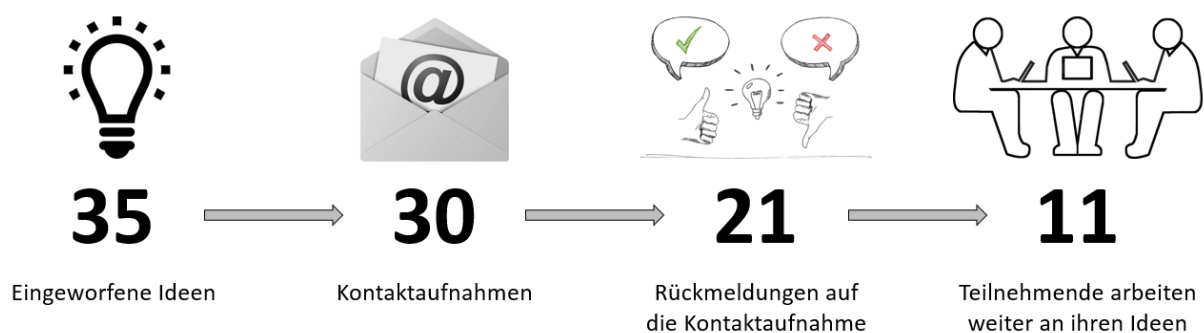 @
35
30
21
11
Eingeworfene Ideen
Kontaktaufnahmen
Rückmeldungen auf
die Kontaktaufnahme
Teilnehmende arbeiten
weiter an ihren Ideen